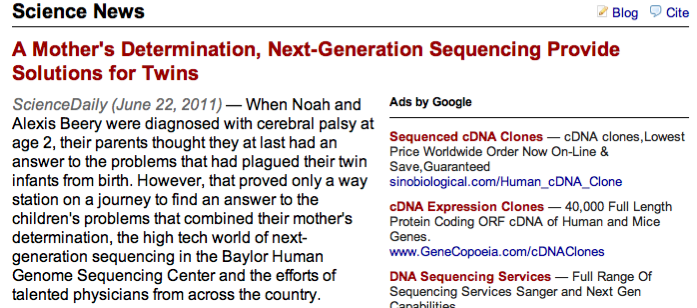 Science News
Blog Cite
A Mother's Determination, Next-Generation Sequencing Provide
Solutions for Twins
ScienceDaily (June 22, 2011) — When Noah and
Alexis Beery were diagnosed with cerebral palsy at
age 2, their parents thought they at last had an
answer to the problems that had plagued their twin
infants from birth. However, that proved only a way
station on a journey to find an answer to the
children's problems that combined their mother's
determination, the high tech world of next-
generation sequencing in the Baylor Human
Genome Sequencing Center and the efforts of
talented physicians from across the country.
Ads by Google
Sequenced cDNA Clones — cDNA clones,Lowest
Price Worldwide Order Now On-Line &
Save,Guaranteed
sinobiological.com/Human_cDNA_Clone
cDNA Expression Clones — 40,000 Full Length
Protein Coding ORF cDNA of Human and Mice
Genes.
www.GeneCopoeia.com/cDNAClones
DNA Sequencing Services — Full Range Of
Sequencing Services Sanger and Next Gen
Capabilities